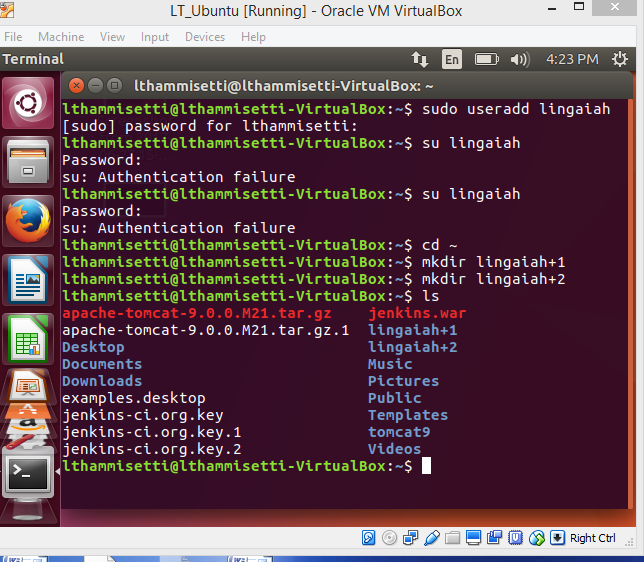 LT_Ubuntu [Running] - Oracle VM VirtualBox
File Machine View Input Devices Help
Terminal En 4:23 PM
lthammisetti@lthammisetti-VirtualBox: ~
lthammisetti@lthammisetti-VirtualBox:~$ sudo useradd lingaiah
[sudo] password for lthammisetti:
lthammisetti@lthammisetti-VirtualBox:~$ su lingaiah
Password:
su: Authentication failure
lthammisetti@lthammisetti-VirtualBox:~$ su lingaiah
Password:
su: Authentication failure
lthammisetti@lthammisetti-VirtualBox:~$ cd ~
lthammisetti@lthammisetti-VirtualBox:~$ mkdir lingaiah+1
lthammisetti@lthammisetti-VirtualBox:~$ mkdir lingaiah+2
lthammisetti@lthammisetti-VirtualBox:~$ ls
apache-tomcat-9.0.0.M21.tar.gz jenkins.war
apache-tomcat-9.0.0.M21.tar.gz.1 lingaiah+1
Desktop lingaiah+2
Documents Music
Downloads Pictures
examples.desktop Public
jenkins-ci.org.key Templates
jenkins-ci.org.key.1 tomcat9
jenkins-ci.org.key.2 Videos
lthammisetti@lthammisetti-VirtualBox:~$
Right Ctrl